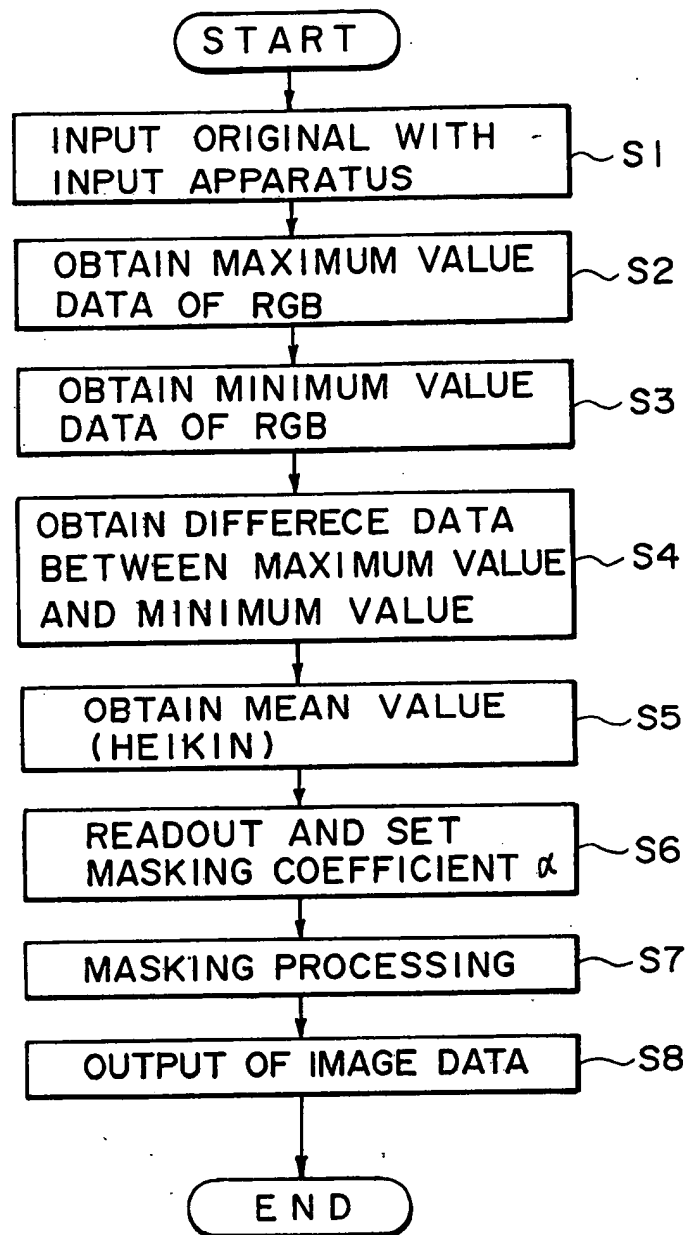 START
INPUT ORIGINAL WITH
INPUT APPARATUS
S1
OBTAIN MAXIMUM VALUE
DATA OF RGB
S2
OBTAIN MINIMUM VALUE
DATA OF RGB
S3
OBTAIN DIFFERECE DATA
BETWEEN MAXIMUM VALUE
AND MINIMUM VALUE
S4
OBTAIN MEAN VALUE
(HEIKIN)
S5
READOUT AND SET
MASKING COEFFICIENT α
S6
MASKING PROCESSING
S7
OUTPUT OF IMAGE DATA
S8
END